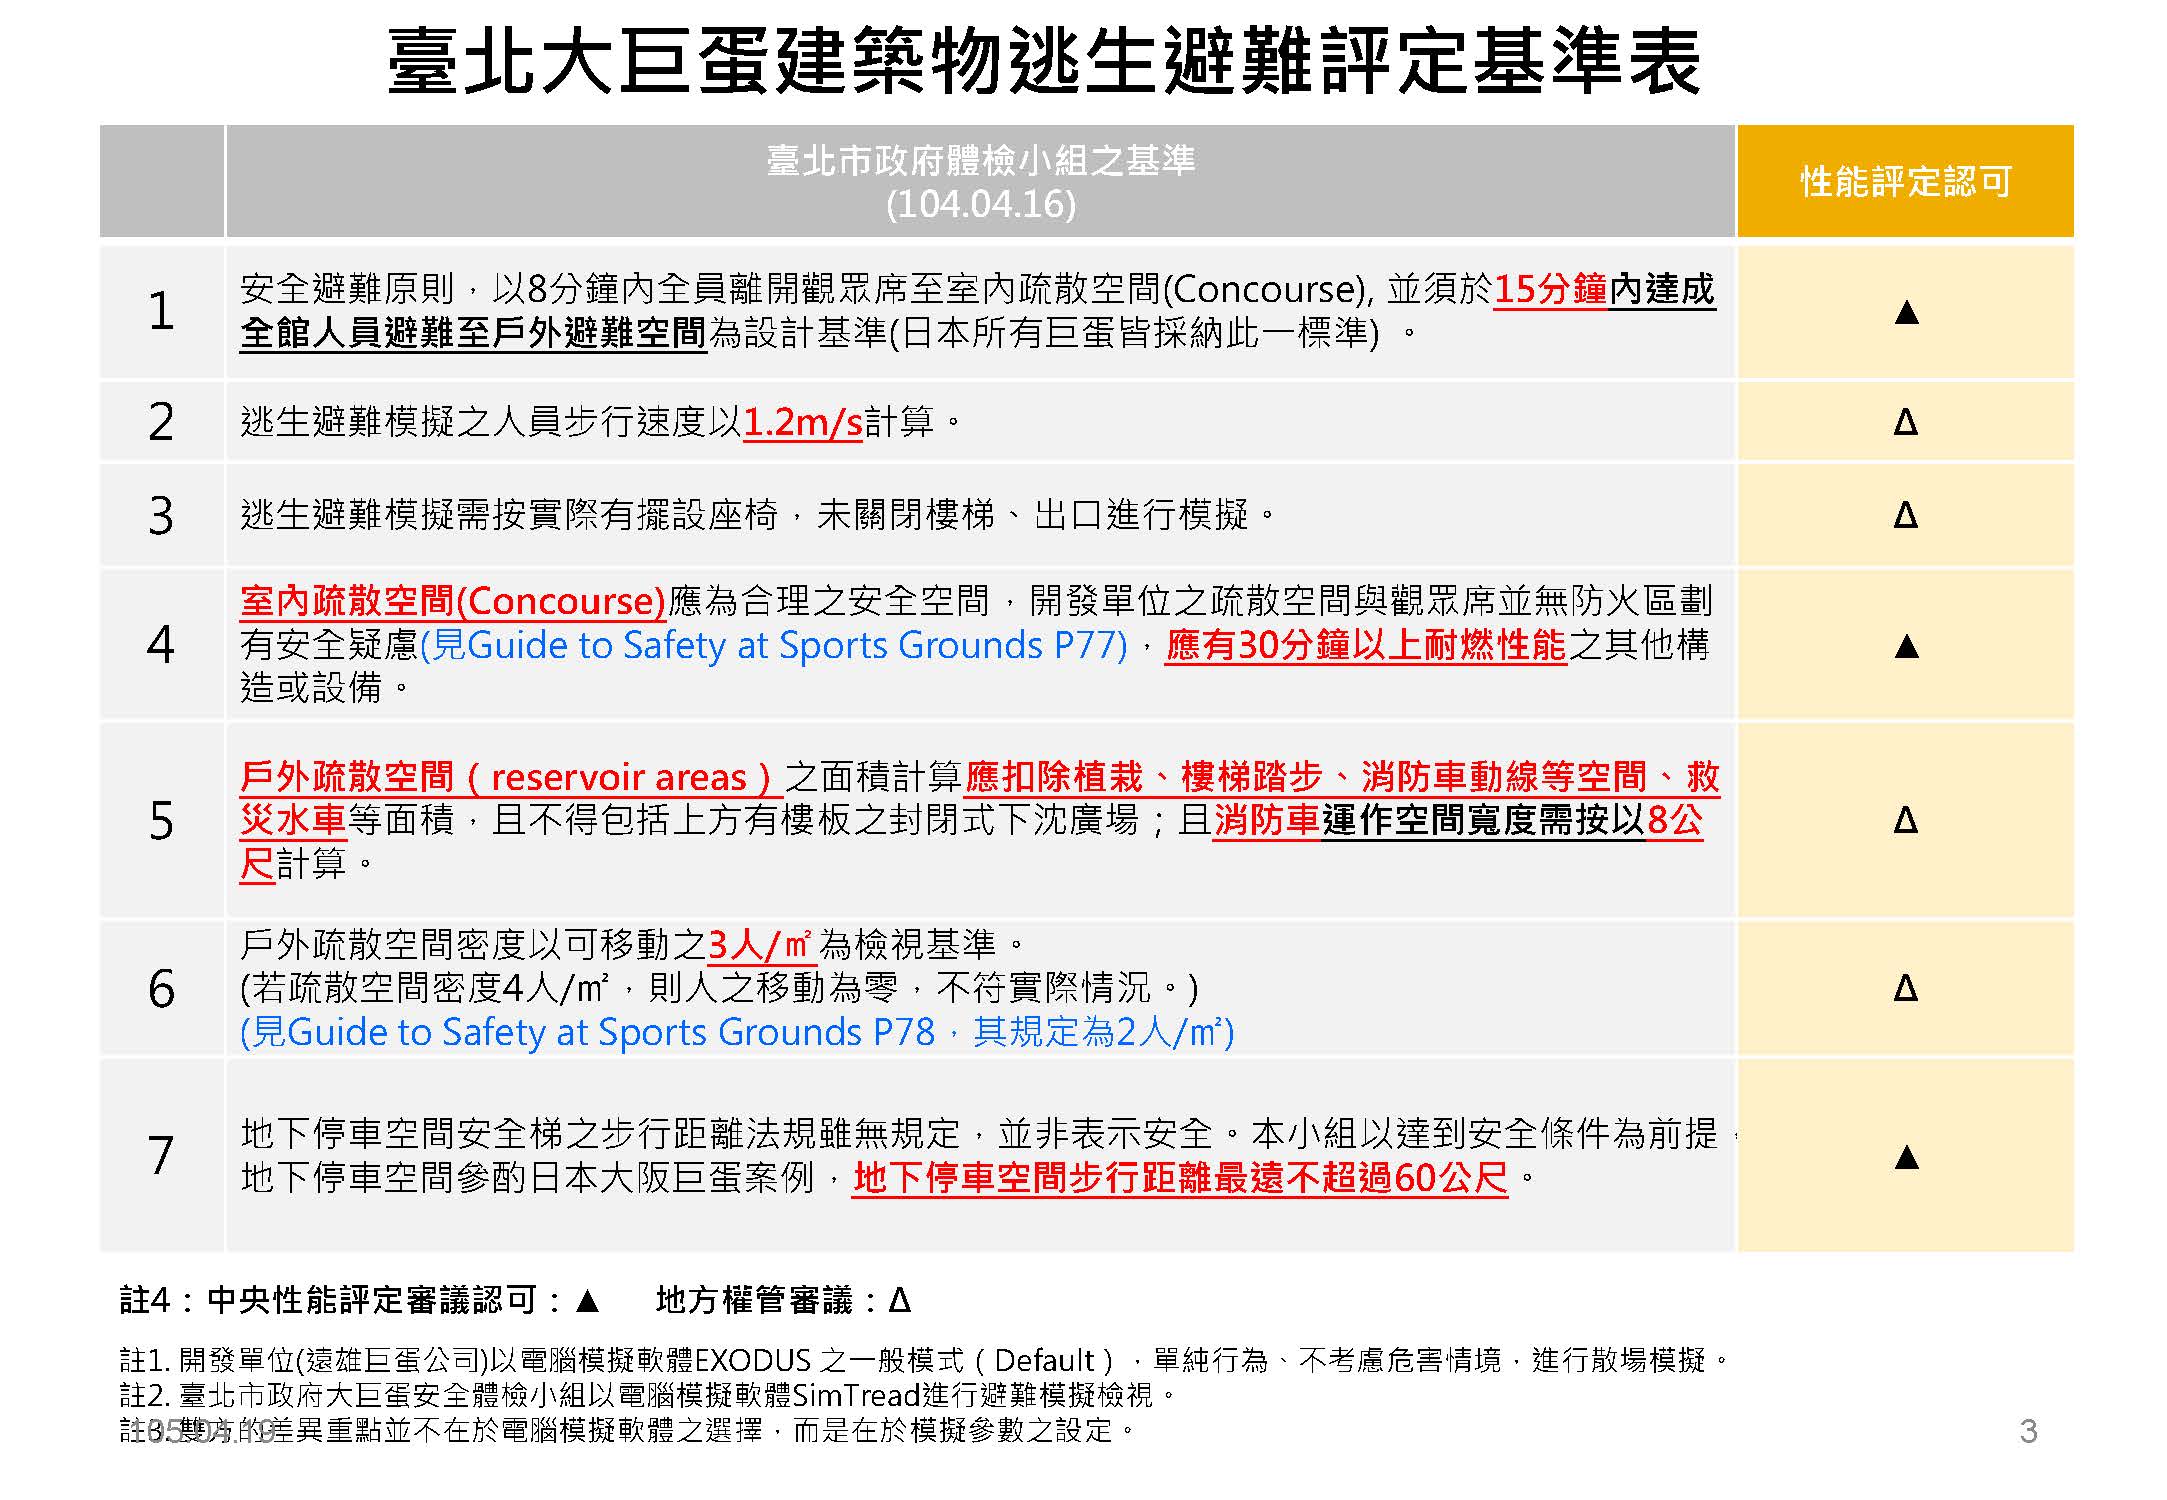 臺北大巨蛋建築物逃生避難評定基準表
臺北市政府體檢小組之基準
(104.04.16)
性能評定認可
1
安全避難原則，以8分鐘內全員離開觀眾席至室內疏散空間(Concourse), 並須於15分鐘內達成
全館人員避難至戶外避難空間為設計基準(日本所有巨蛋皆採納此一標準) 。
▲
2
逃生避難模擬之人員步行速度以1.2m/s計算。
Δ
3
逃生避難模擬需按實際有擺設座椅，未關閉樓梯、出口進行模擬。
Δ
4
室內疏散空間(Concourse)應為合理之安全空間，開發單位之疏散空間與觀眾席並無防火區劃
有安全疑慮(見Guide to Safety at Sports Grounds P77)，應有30分鐘以上耐燃性能之其他構
造或設備。
▲
5
戶外疏散空間（reservoir areas）之面積計算應扣除植栽、樓梯踏步、消防車動線等空間、救
災水車等面積，且不得包括上方有樓板之封閉式下沈廣場；且消防車運作空間寬度需按以8公
尺計算。
Δ
6
戶外疏散空間密度以可移動之3人/㎡為檢視基準。
(若疏散空間密度4人/㎡，則人之移動為零，不符實際情況。)
(見Guide to Safety at Sports Grounds P78，其規定為2人/㎡)
Δ
7
地下停車空間安全梯之步行距離法規雖無規定，並非表示安全。本小組以達到安全條件為前提，
地下停車空間參酌日本大阪巨蛋案例，地下停車空間步行距離最遠不超過60公尺。
▲
註4：中央性能評定審議認可：▲ 地方權管審議：Δ
註1. 開發單位(遠雄巨蛋公司)以電腦模擬軟體EXODUS 之一般模式（Default），單純行為、不考慮危害情境，進行散場模擬。
註2. 臺北市政府大巨蛋安全體檢小組以電腦模擬軟體SimTread進行避難模擬檢視。
註3. 雙方的差異重點並不在於電腦模擬軟體之選擇，而是在於模擬參數之設定。
105.04.19
3